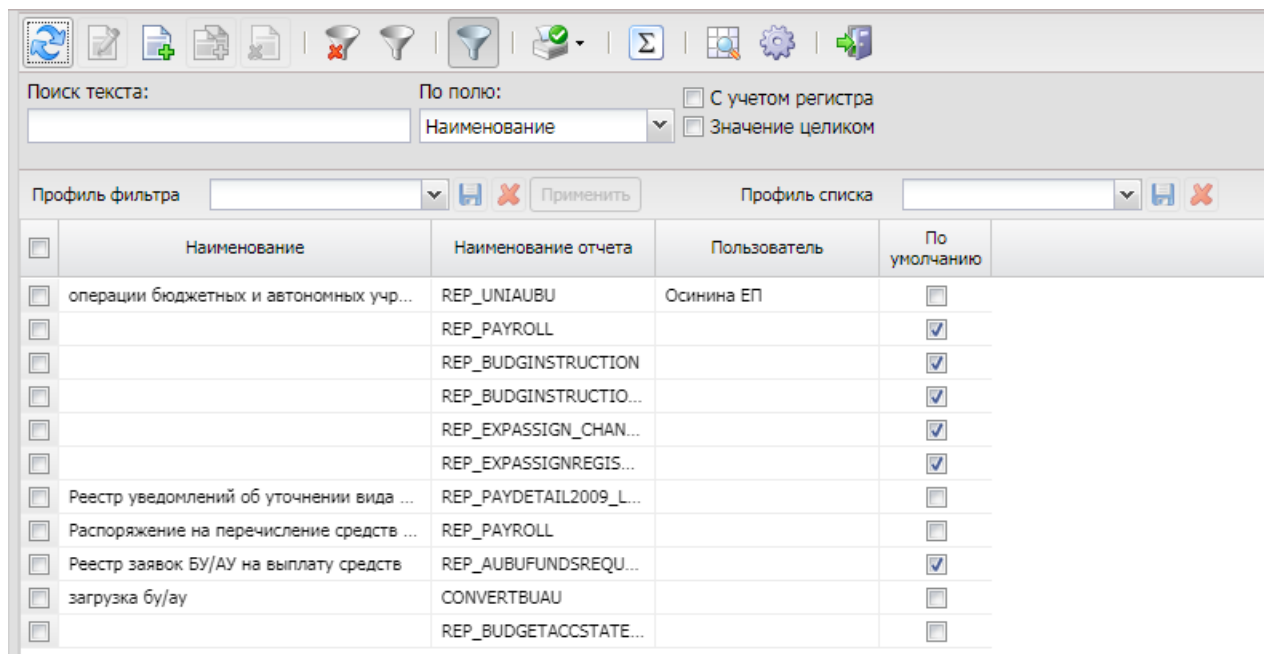 Поиск текста:
По полю:
С учетом регистра
Наименование
Значение целиком
Профиль фильтра
Применить
Профиль списка
Наименование
Наименование отчета
Пользователь
По умолчанию
операции бюджетных и автономных учр... REP_UNIAUBU Осинина ЕП
REP_PAYROLL
REP_BUDGINSTRUCTION
REP_BUDGINSTRUCTIO...
REP_EXPASSIGN_CHAN...
REP_EXPASSIGNREGIS...
Реестр уведомлений об уточнении вида ... REP_PAYDETAIL2009_L...
Распоряжение на перечисление средств ... REP_PAYROLL
Реестр заявок БУ/АУ на выплату средств REP_AUBUFUNDSREQU...
загрузка бу/ау CONVERTBUAU
REP_BUDGETACCSTATE...